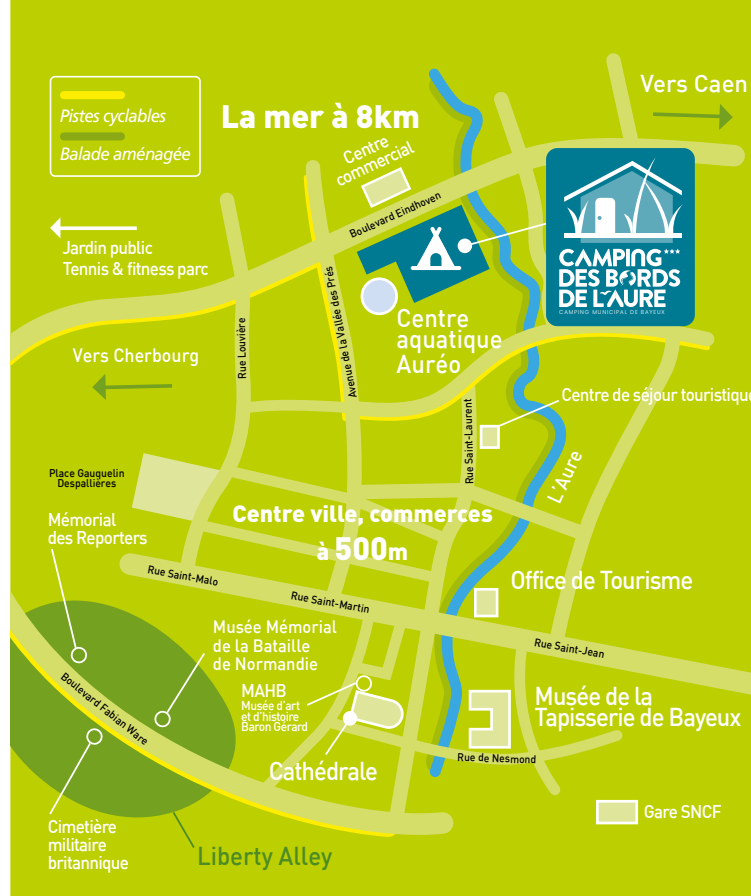 Pistes cyclables
Balade aménagée
La mer à 8km
Vers Caen
Centre
commercial
Boulevard Eindhoven
Jardin public
Tennis & fitness parc
CAMPING***
DES BORDS
DE L'AURE
CAMPING MUNICIPAL DE BAYEUX
Centre
aquatique
Auréo
Rue Louvière
Avenue de la Vallée des Prés
Vers Cherbourg
Centre de séjour touristique
Rue Saint-Laurent
L'Aure
Place Gauquelin
Despallières
Mémorial
des Reporters
Centre ville, commerces
à 500m
Rue Saint-Malo
Rue Saint-Martin
Office de Tourisme
Rue Saint-Jean
Musée Mémorial
de la Bataille
de Normandie
MAHB
Musée d'art
et d'histoire
Baron Gérard
Boulevard Fabian Ware
Musée de la
Tapisserie de Bayeux
Rue de Nesmond
Cathédrale
Gare SNCF
Cimetière
militaire
britannique
Liberty Alley